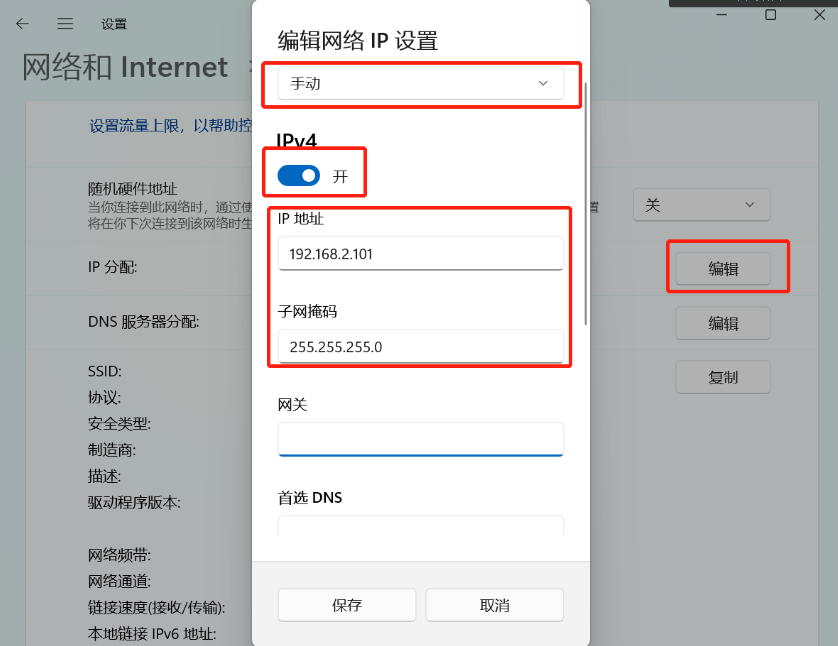 设置
网络和 Internet
编辑网络 IP 设置
手动
设置流量上限，以帮助控
IPv4
开
随机硬件地址
当你连接到此网络时，通过使
将在你下次连接到该网络时生
置
关
IP 地址
192.168.2.101
IP 分配:
编辑
子网掩码
255.255.255.0
DNS 服务器分配:
编辑
SSID:
复制
协议:
网关
安全类型:
制造商:
描述:
驱动程序版本:
首选 DNS
网络频带:
网络通道:
链接速度(接收/传输):
本地链接 IPv6 地址:
保存
取消